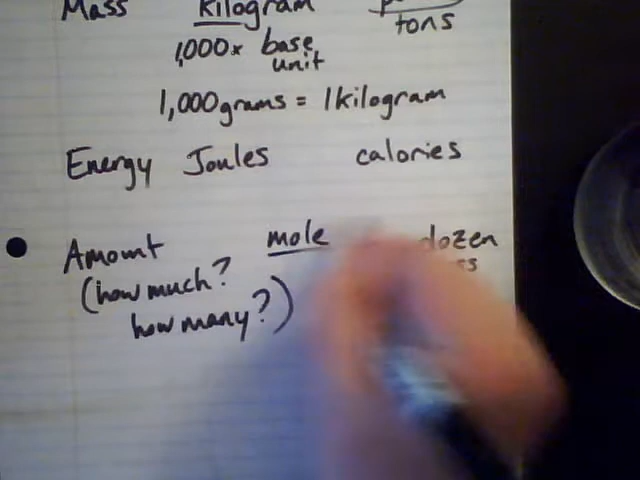 Mass kilogram
tons
1,000x base
unit
1,000 grams = 1 kilogram
Energy Joules calories
Amount mole dozen
(how much?
how many?)